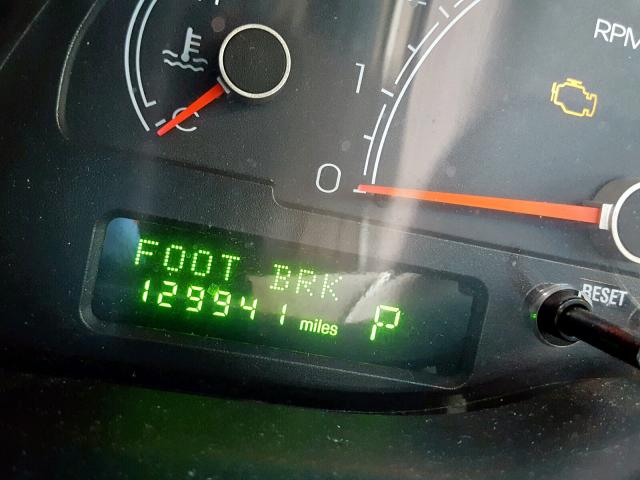 RPM
1
C
0
FOOT BRK
129941 miles P
RESET